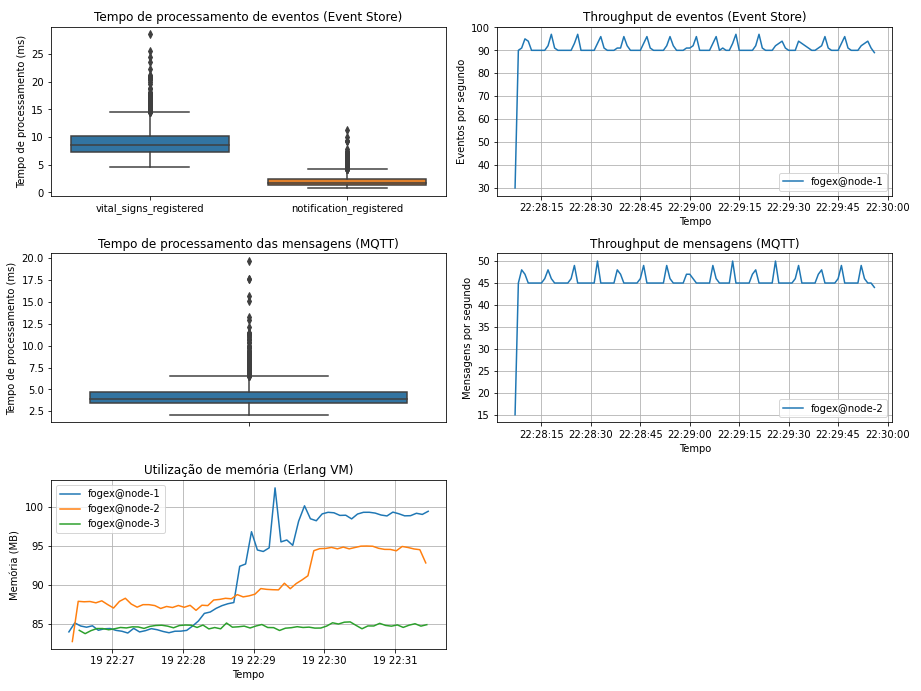 Tempo de processamento de eventos (Event Store)
Tempo de processamento (ms)
25
20
15
10
5
0
vital_signs_registered notification_registered
Throughput de eventos (Event Store)
Eventos por segundo
100
90
80
70
60
50
40
30
fogex@node-1
22:28:15 22:28:30 22:28:45 22:29:00 22:29:15 22:29:30 22:29:45 22:30:00
Tempo
Tempo de processamento das mensagens (MQTT)
Tempo de processamento (ms)
20.0
17.5
15.0
12.5
10.0
7.5
5.0
2.5
Throughput de mensagens (MQTT)
Mensagens por segundo
50
45
40
35
30
25
20
15
fogex@node-2
22:28:15 22:28:30 22:28:45 22:29:00 22:29:15 22:29:30 22:29:45 22:30:00
Tempo
Utilização de memória (Erlang VM)
Memória (MB)
fogex@node-1
fogex@node-2
fogex@node-3
100
95
90
85
19 22:27 19 22:28 19 22:29 19 22:30 19 22:31
Tempo